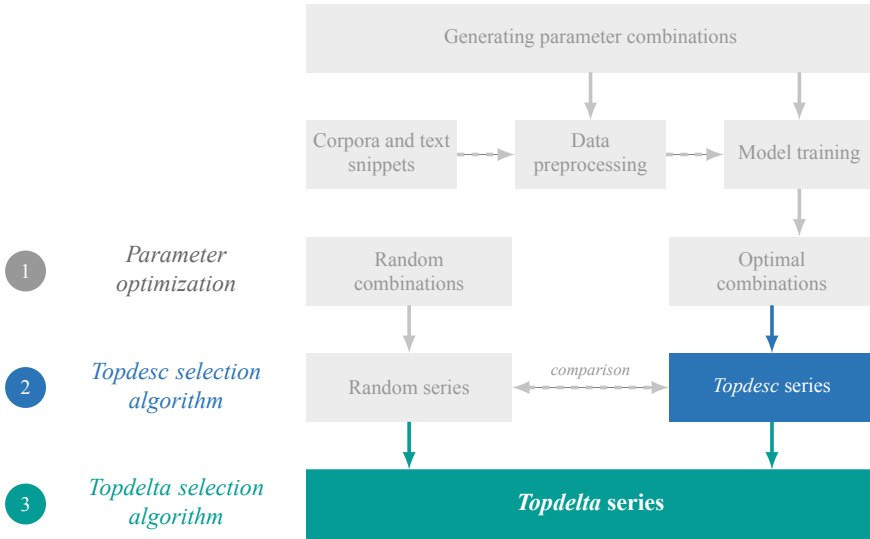 Generating parameter combinations
Corpora and text
snippets
Data
preprocessing
Model training
1
Parameter
optimization
Random
combinations
Optimal
combinations
2
Topdesc selection
algorithm
Random series
comparison
Topdesc series
3
Topdelta selection
algorithm
Topdelta series